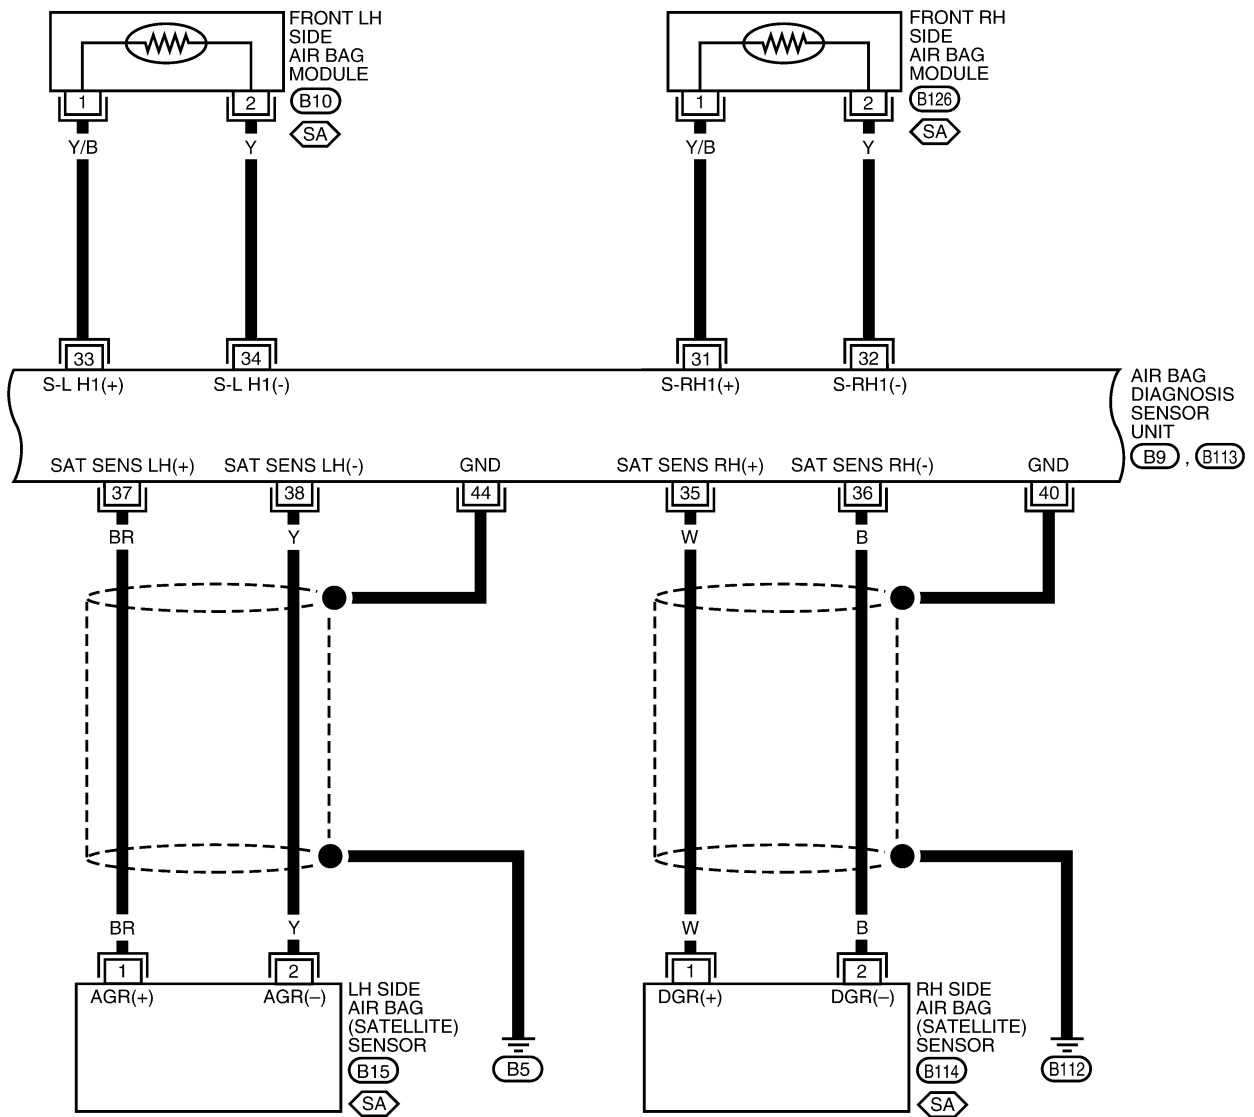 FRONT LH
SIDE
AIR BAG
MODULE
B10
SA
FRONT RH
SIDE
AIR BAG
MODULE
B126
SA
1
2
1
2
Y/B
Y
Y/B
Y
33
34
31
32
S-L H1(+)
S-L H1(-)
S-RH1(+)
S-RH1(-)
AIR BAG
DIAGNOSIS
SENSOR
UNIT
B9 , B113
SAT SENS LH(+)
SAT SENS LH(-)
GND
SAT SENS RH(+)
SAT SENS RH(-)
GND
37
38
44
35
36
40
BR
Y
W
B
BR
Y
W
B
1
2
1
2
AGR(+)
AGR(–)
LH SIDE
AIR BAG
(SATELLITE)
SENSOR
B15
SA
B5
DGR(+)
DGR(–)
RH SIDE
AIR BAG
(SATELLITE)
SENSOR
B114
SA
B112